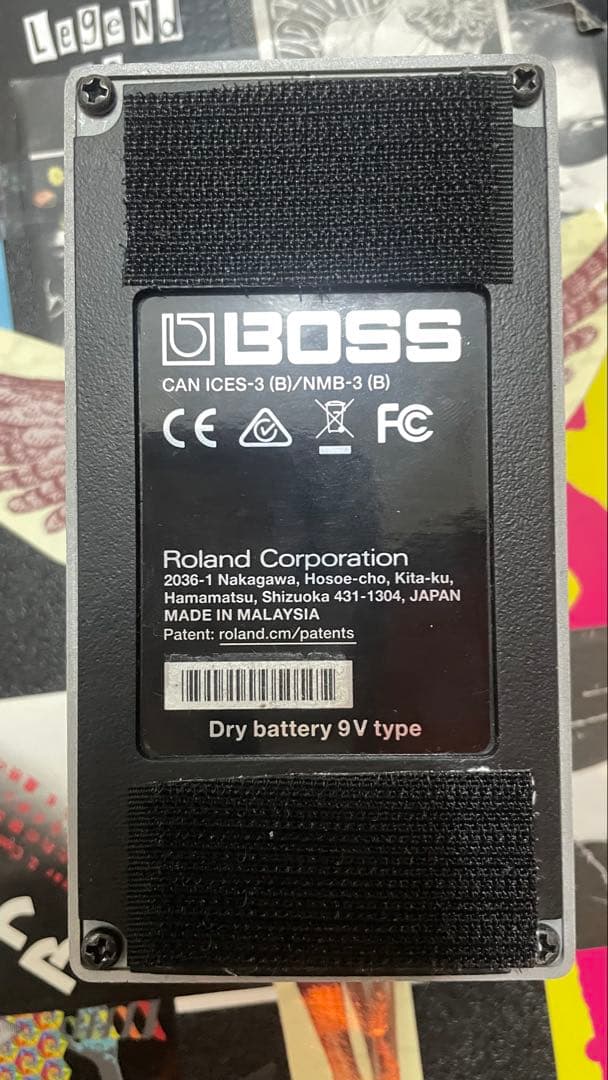 LegeNd
BOSS
CAN ICES-3 (B)/NMB-3 (B)
CE FC
Roland Corporation
2036-1 Nakagawa, Hosoe-cho, Kita-ku,
Hamamatsu, Shizuoka 431-1304, JAPAN
MADE IN MALAYSIA
Patent: roland.cm/patents
Dry battery 9V type